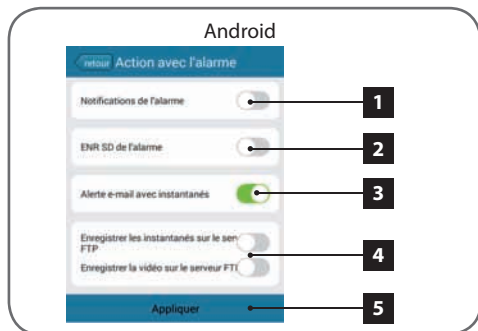 Android
retour Action avec l'alarme
Notifications de l'alarme
1
ENR SD de l'alarme
2
Alerte e-mail avec instantanés
3
Enregistrer les instantanés sur le ser
FTP
4
Enregistrer la vidéo sur le serveur FT
Appliquer
5